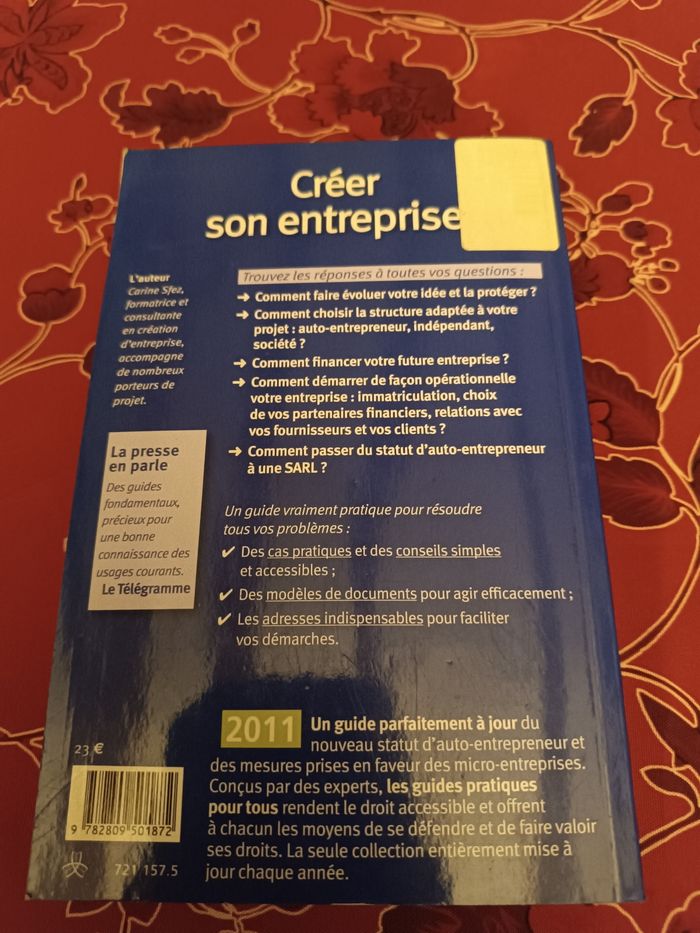 Créer
son entreprise
L'auteur
Carine Sfez,
formatrice et
consultante
en création
d'entreprise,
accompagne
de nombreux
porteurs de
projet.
La presse
en parle
Des guides
fondamentaux,
précieux pour
une bonne
connaissance des
usages courants.
Le Télégramme
Trouvez les réponses à toutes vos questions :
➔ Comment faire évoluer votre idée et la protéger ?
➔ Comment choisir la structure adaptée à votre
projet : auto-entrepreneur, indépendant,
société ?
➔ Comment financer votre future entreprise ?
➔ Comment démarrer de façon opérationnelle
votre entreprise : immatriculation, choix
de vos partenaires financiers, relations avec
vos fournisseurs et vos clients ?
➔ Comment passer du statut d'auto-entrepreneur
à une SARL ?
Un guide vraiment pratique pour résoudre
tous vos problèmes :
✔ Des cas pratiques et des conseils simples
et accessibles ;
✔ Des modèles de documents pour agir efficacement ;
✔ Les adresses indispensables pour faciliter
vos démarches.
2011 Un guide parfaitement à jour du
nouveau statut d'auto-entrepreneur et
des mesures prises en faveur des micro-entreprises.
Conçus par des experts, les guides pratiques
pour tous rendent le droit accessible et offrent
à chacun les moyens de se défendre et de faire valoir
ses droits. La seule collection entièrement mise à
jour chaque année.
23 €
9 782809 501872
721 157.5